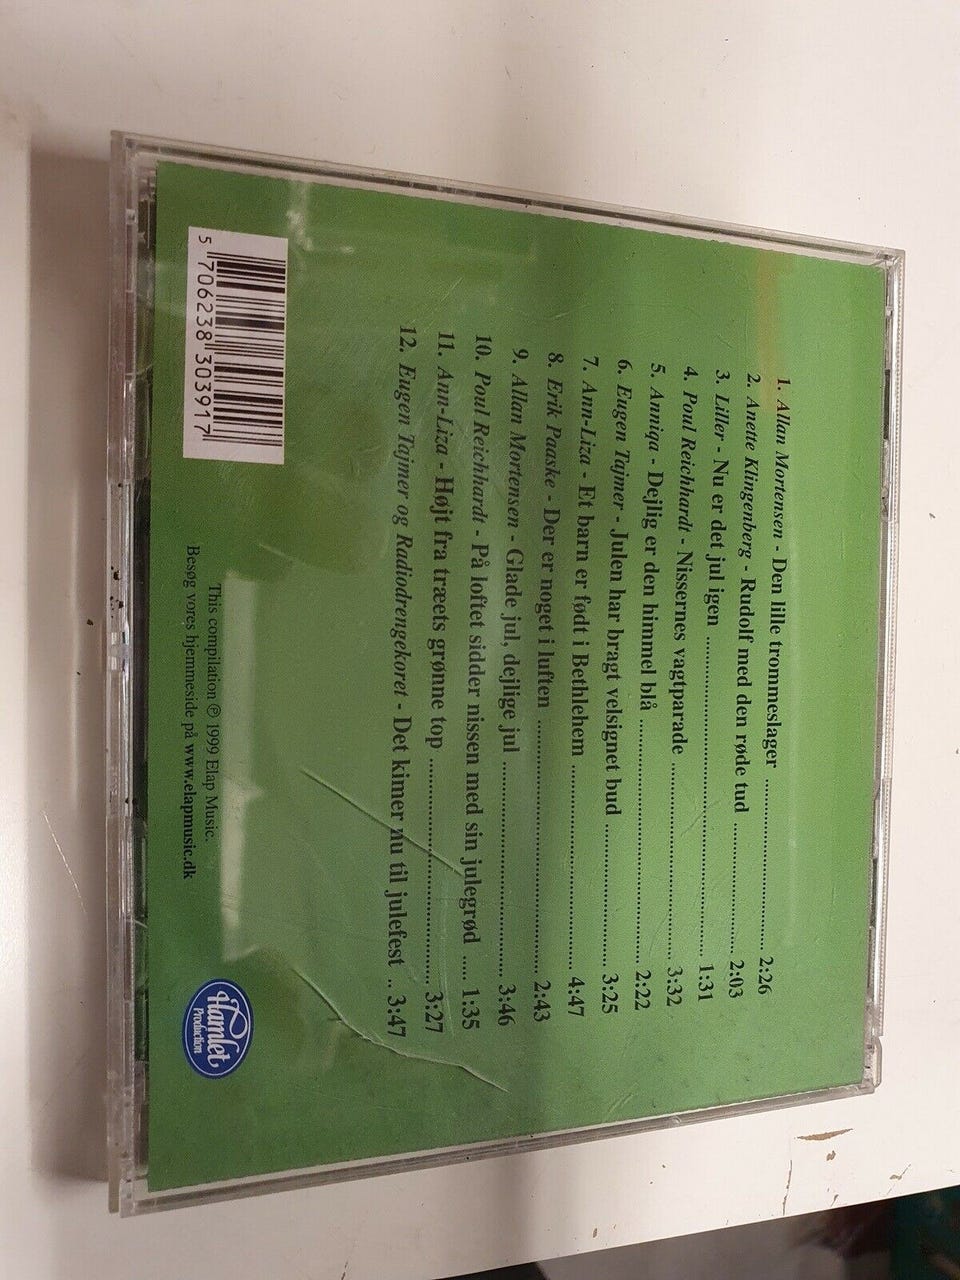 1. Allan Mortensen - Den lille trommeslager ........................ 2:26
2. Anette Klingenberg - Rudolf med den røde tud .................. 2:03
3. Liller - Nu er det jul igen ............................................. 1:31
4. Poul Reichhardt - Nissernes vagtparade ............................. 3:32
5. Anniqa - Dejlig er den himmel blå ................................... 2:22
6. Eugen Tajmer - Julen har bragt velsignet bud .................... 3:25
7. Ann-Liza - Et barn er født i Bethlehem ............................. 4:47
8. Erik Paaske - Der er noget i luften ................................... 2:43
9. Allan Mortensen - Glade jul, dejlige jul ............................. 3:46
10. Poul Reichhardt - På loftet sidder nissen med sin julegrød ..... 1:35
11. Ann-Liza - Højt fra træets grønne top ............................... 3:27
12. Eugen Tajmer og Radiodrengekoret - Det kimer nu til julefest .. 3:47
5 706238 303917
This compilation ℗ 1999 Elap Music.
Besøg vores hjemmeside på www.elapmusic.dk
Hamlet
Production